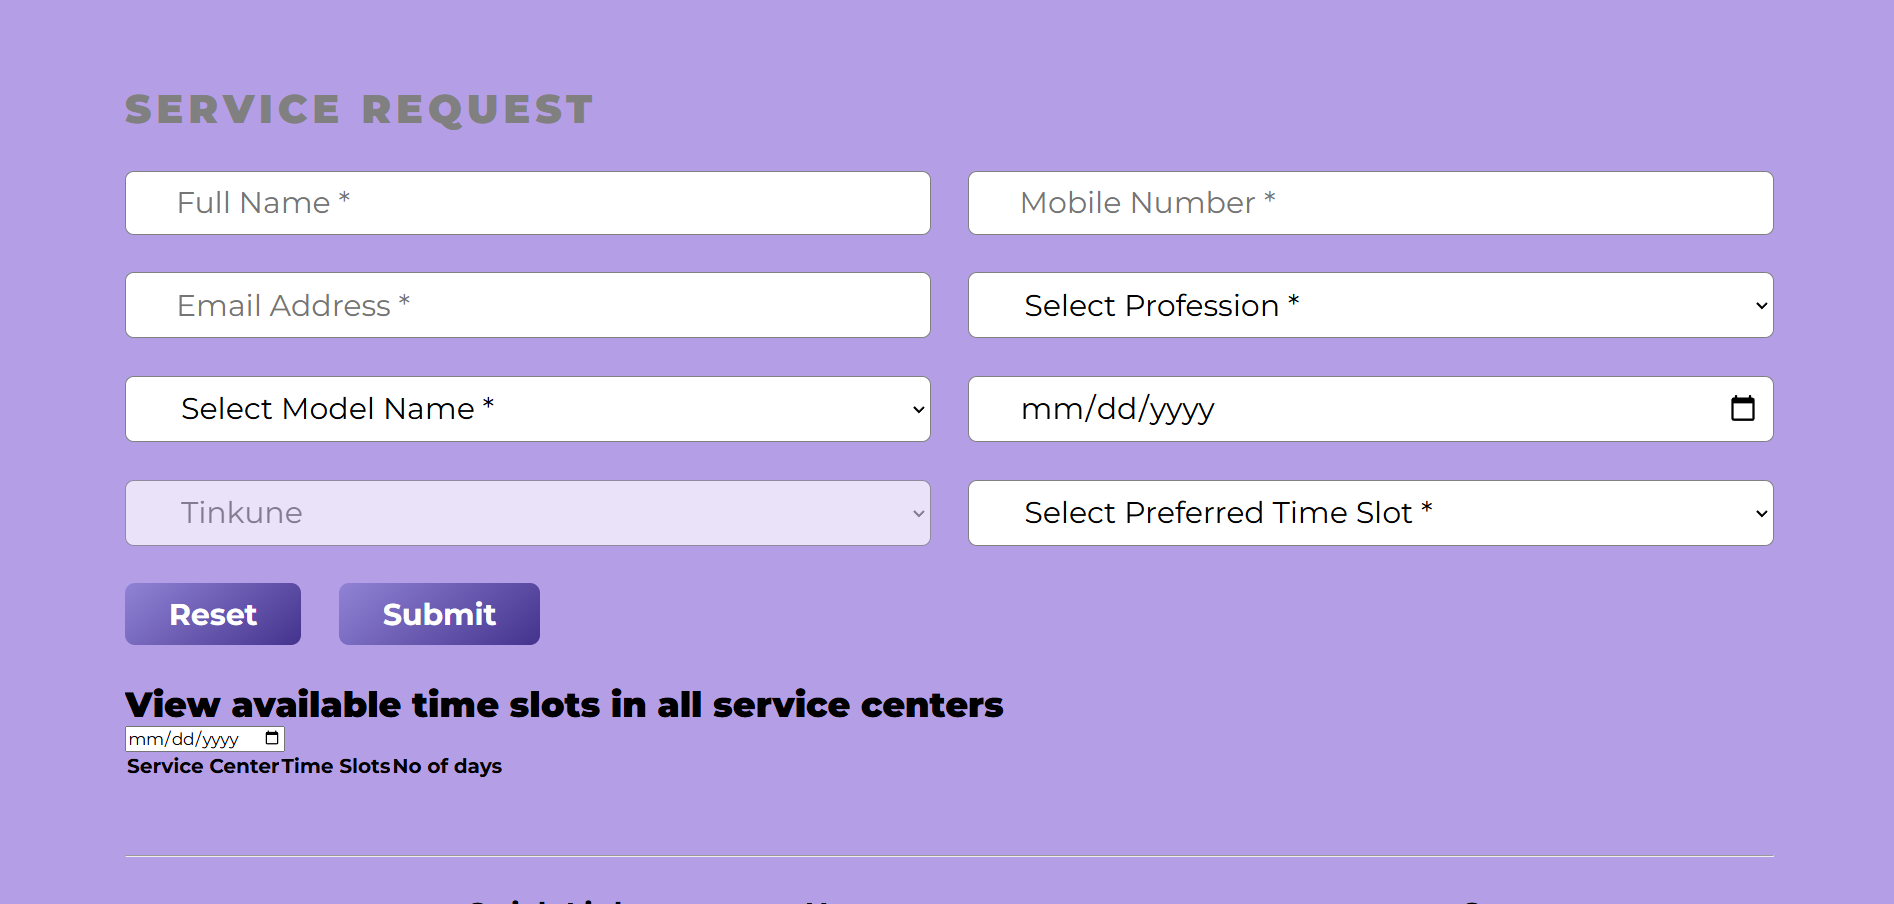 SERVICE REQUEST
Full Name *
Mobile Number *
Email Address *
Select Profession *
Select Model Name *
mm/dd/yyyy
Tinkune
Select Preferred Time Slot *
Reset
Submit
View available time slots in all service centers
mm/dd/yyyy
Service Center Time Slots No of days